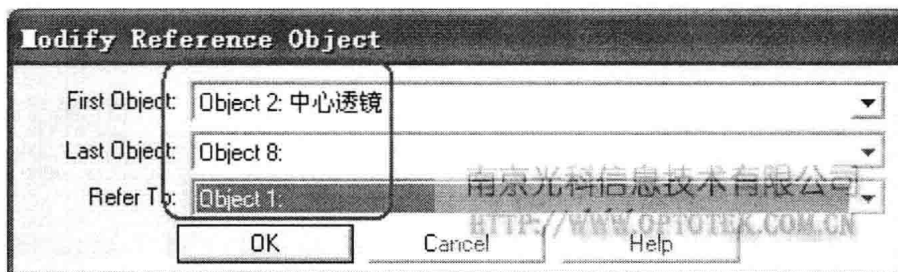 Modify Reference Object
First Object: Object 2: 中心透镜
Last Object: Object 8:
Refer To: Object 1:
南京光科信息技术有限公司
HTTP://WWW.OPTOTEK.COM.CN
OK Cancel Help